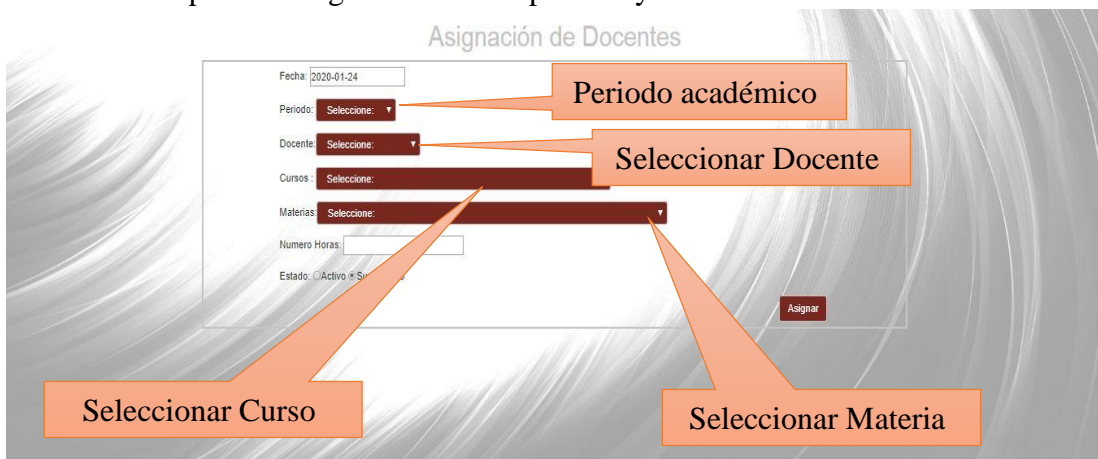 Asignación de Docentes
Fecha: 2020-01-24
Periodo: Seleccione:
Periodo académico
Docente: Seleccione:
Seleccionar Docente
Cursos : Seleccione:
Materias: Seleccione:
Numero Horas:
Estado: Activo
Asignar
Seleccionar Curso
Seleccionar Materia